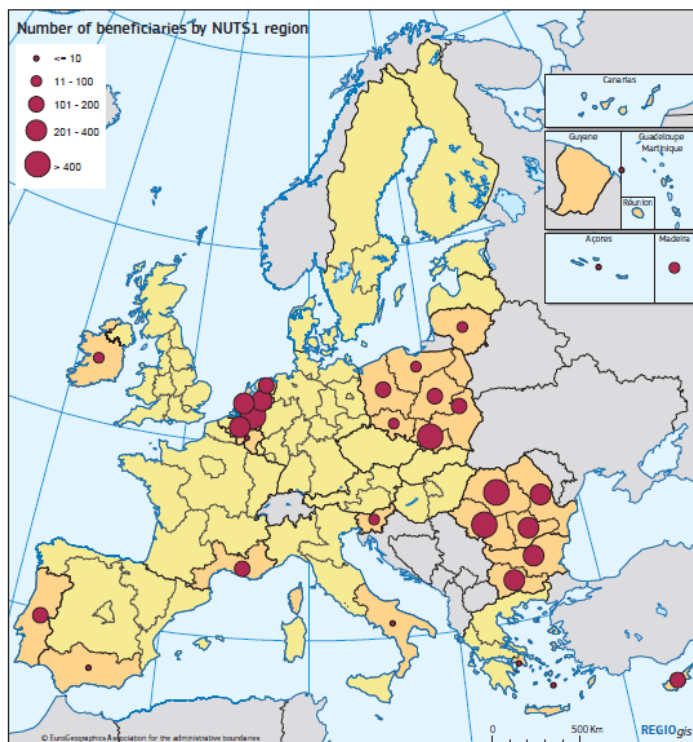 Number of beneficiaries by NUTS1 region
<= 10
11 - 100
101 - 200
201 - 400
> 400
Canarias
Guyane
Guadeloupe
Martinique
Réunion
Açores
Madeira
© EuroGeographics Association for the administrative boundaries
0 500 Km
REGIOgis